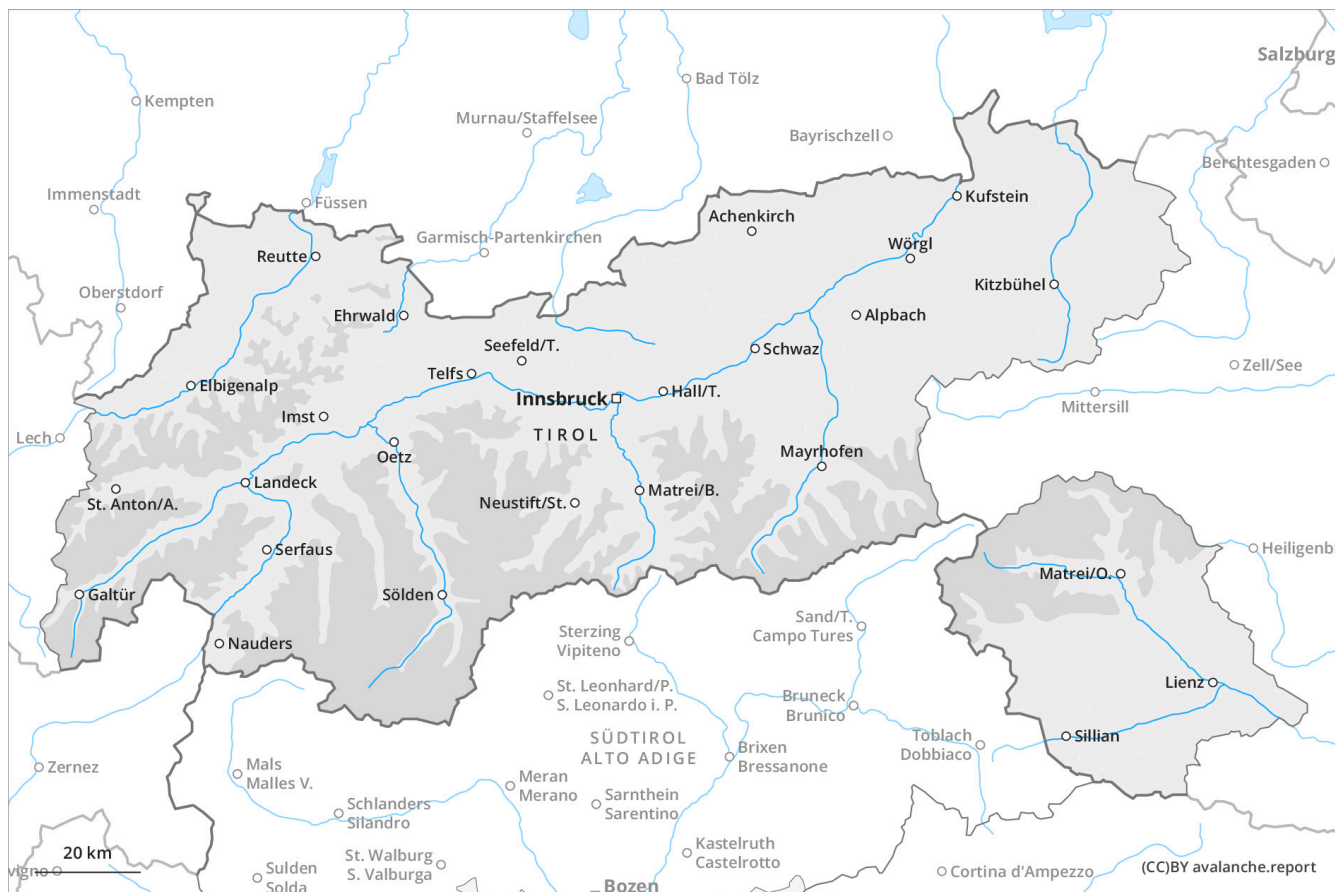 Salzburg
Kempten
Bad Tölz
Murnau/Staffelsee
Bayrischzell
Berchtesgaden
Immenstadt
Füssen
Kufstein
Achenkirch
Garmisch-Partenkirchen
Wörgl
Reutte
Oberstdorf
Kitzbühel
Ehrwald
Alpbach
Seefeld/T.
Schwaz
Zell/See
Telfs
Elbigenalp
Innsbruck
Hall/T.
Mittersill
Imst
Lech
TIROL
Oetz
Mayrhofen
Landeck
St. Anton/A.
Neustift/St.
Matrei/B.
Serfaus
Heiligenb
Matrei/O.
Galtür
Sölden
Sand/T.
Campo Tures
Sterzing
Vipiteno
Nauders
Lienz
St. Leonhard/P.
S. Leonardo i. P.
Bruneck
Brunico
SÜDTIROL
ALTO ADIGE
Toblach
Dobbiaco
Sillian
Brixen
Bressanone
Zernez
Mals
Malles V.
Meran
Merano
Schlanders
Silandro
Sarnthein
Sarentino
Kastelruth
Castelrotto
20 km
vigno
St. Walburg
S. Valburga
Sulden
Solda
Bozen
Cortina d'Ampezzo
(CC)BY avalanche.report